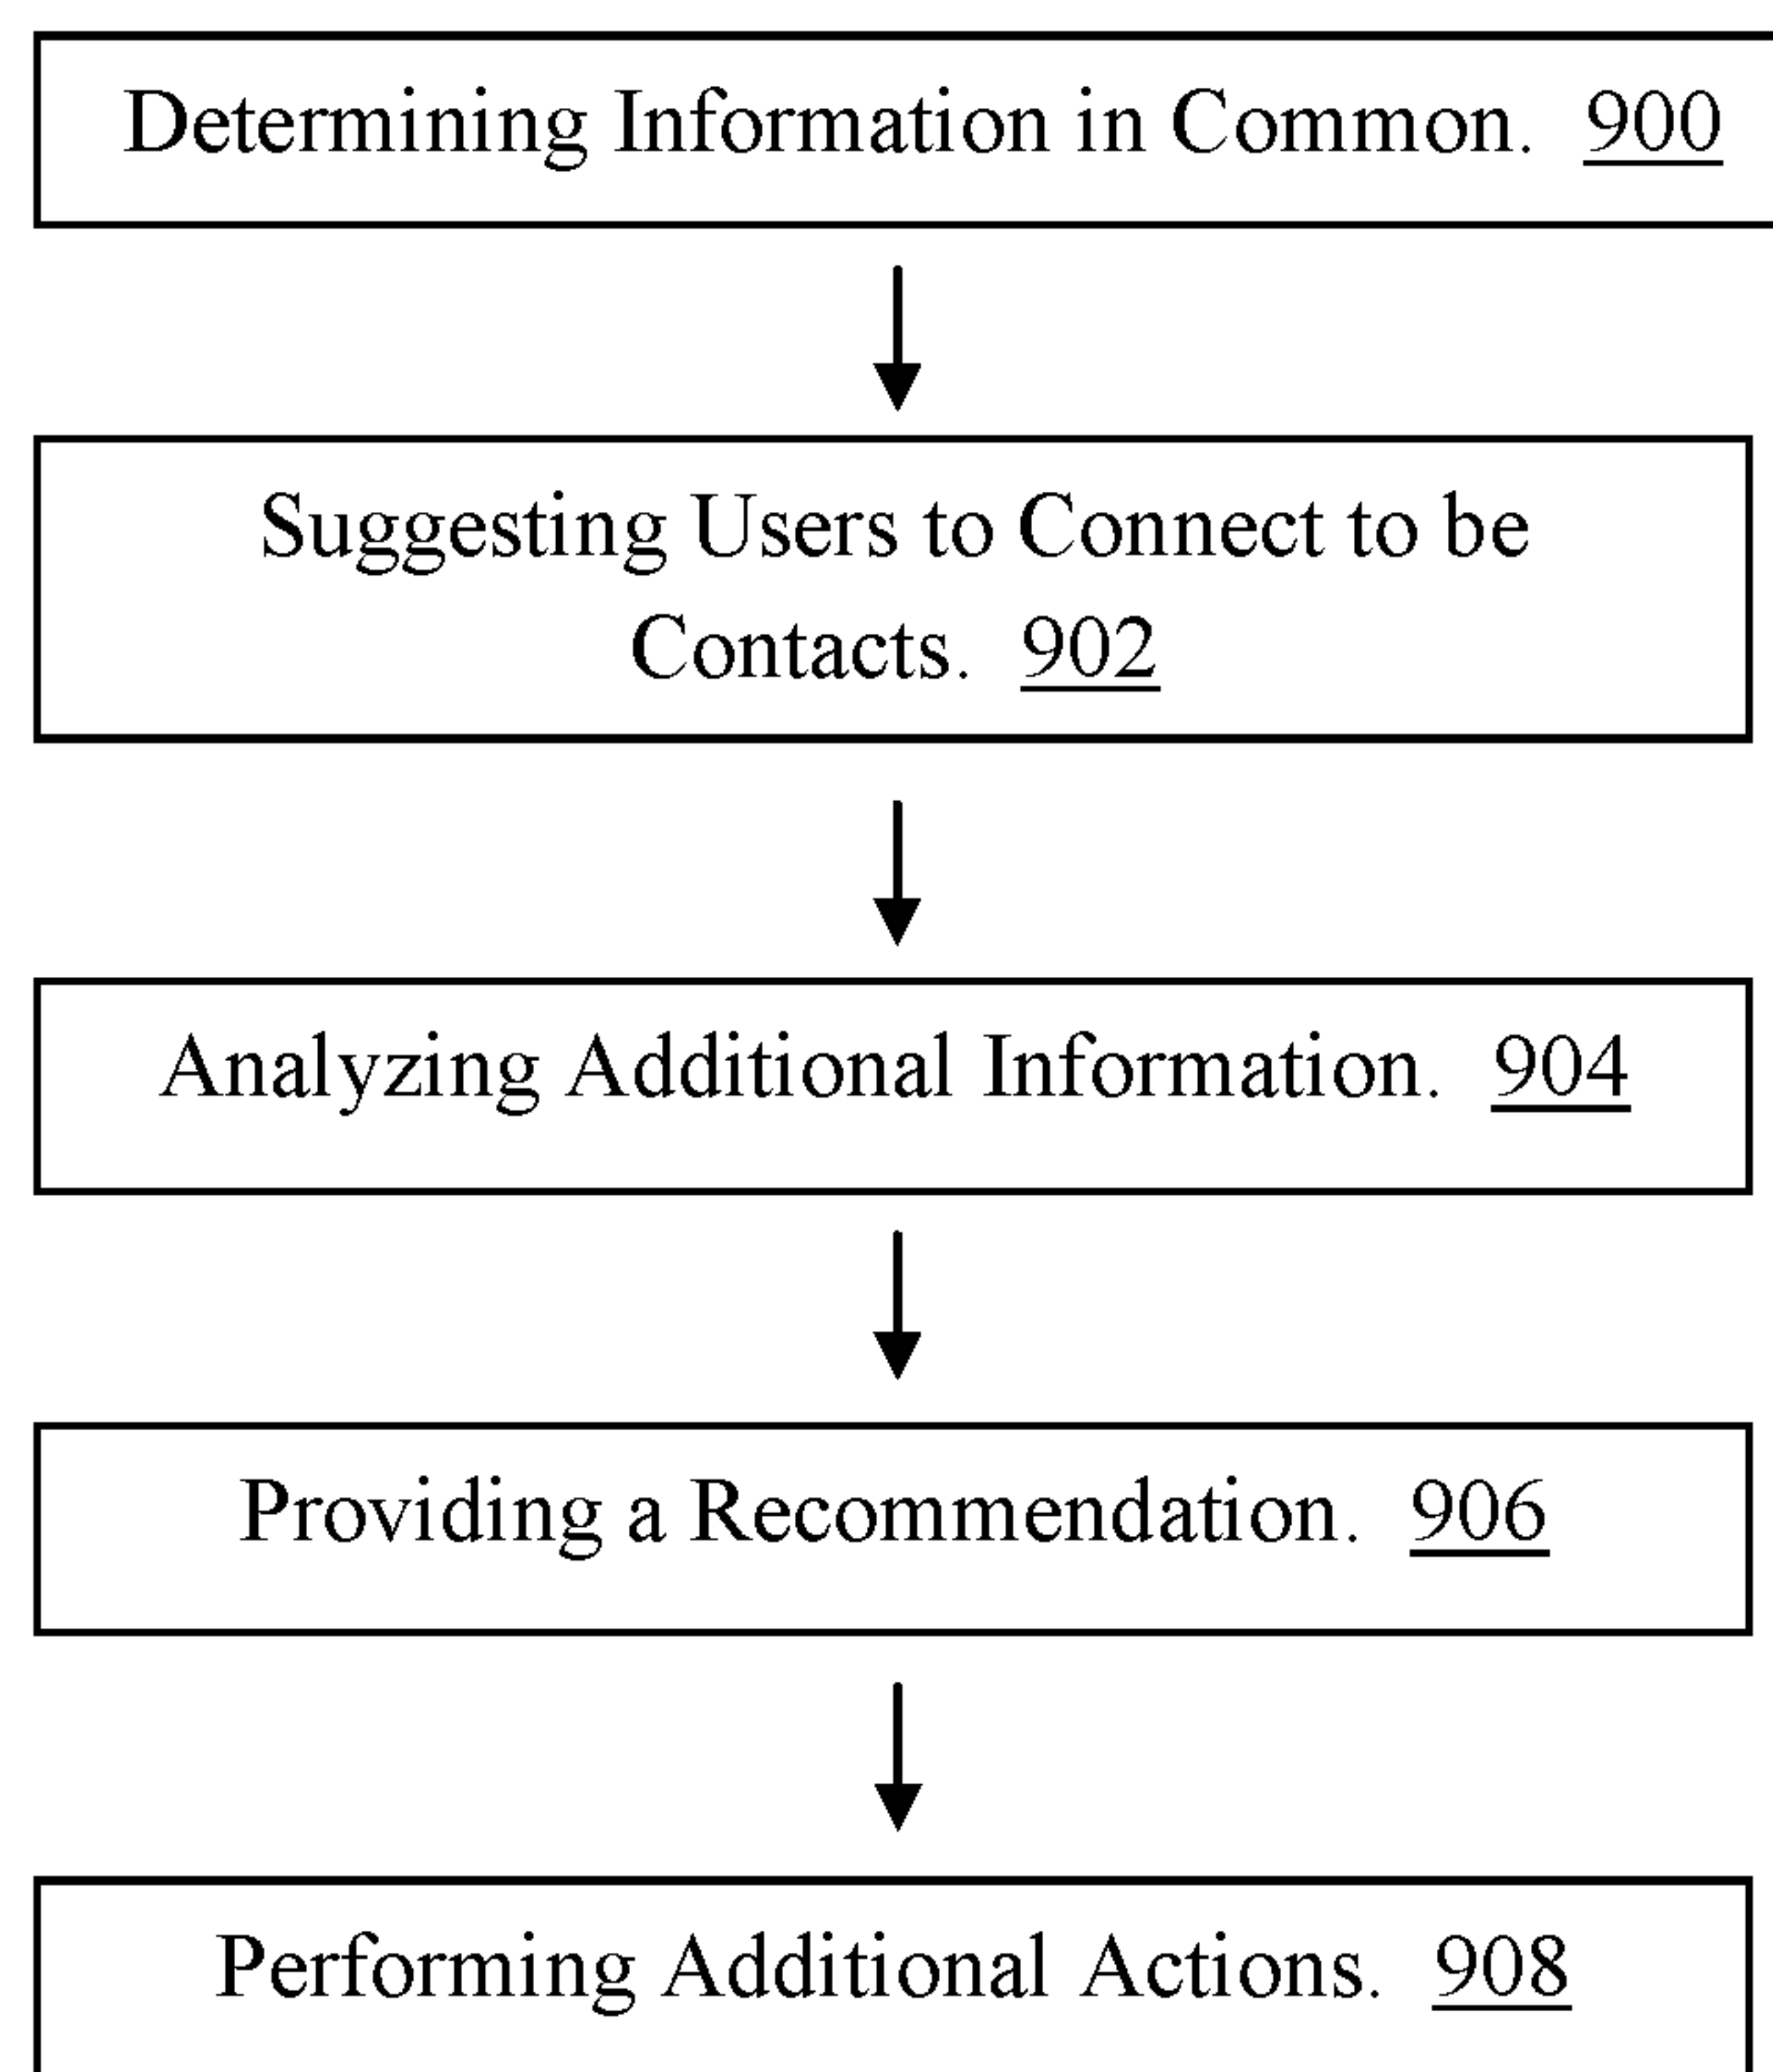 Determining Information in Common. 900
Suggesting Users to Connect to be
Contacts. 902
Analyzing Additional Information. 904
Providing a Recommendation. 906
Performing Additional Actions. 908